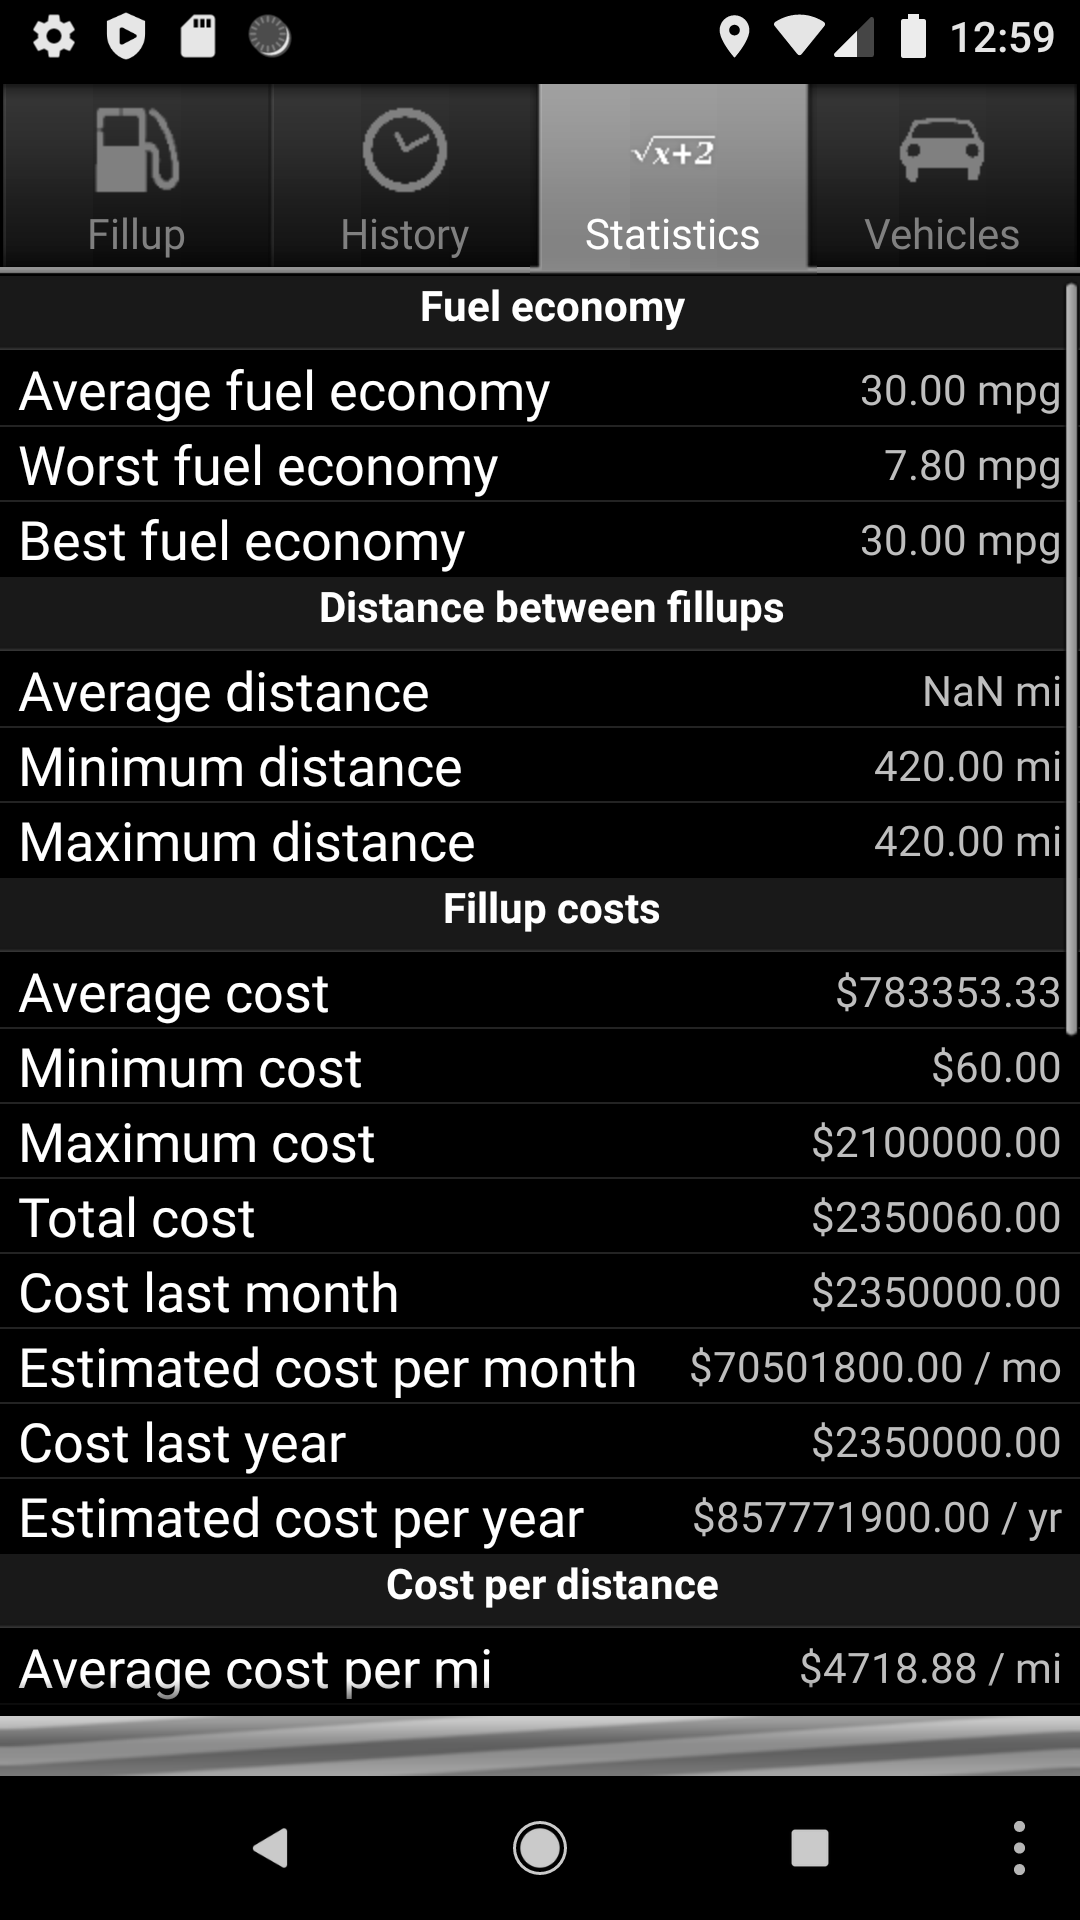 12:59
√x+2
Fillup
History
Statistics
Vehicles
Fuel economy
Average fuel economy 30.00 mpg
Worst fuel economy 7.80 mpg
Best fuel economy 30.00 mpg
Distance between fillups
Average distance NaN mi
Minimum distance 420.00 mi
Maximum distance 420.00 mi
Fillup costs
Average cost $783353.33
Minimum cost $60.00
Maximum cost $2100000.00
Total cost $2350060.00
Cost last month $2350000.00
Estimated cost per month $70501800.00 / mo
Cost last year $2350000.00
Estimated cost per year $857771900.00 / yr
Cost per distance
Average cost per mi $4718.88 / mi